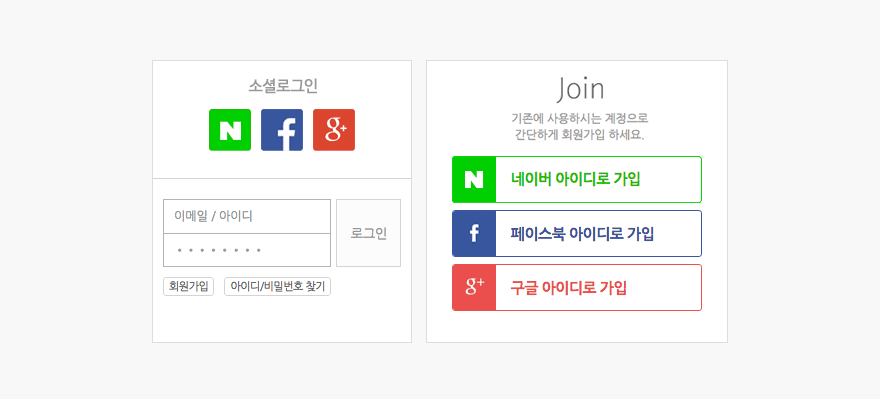 소셜로그인
N f g+
이메일 / 아이디
••••••••
로그인
회원가입 아이디/비밀번호 찾기
Join
기존에 사용하시는 계정으로
간단하게 회원가입 하세요.
N 네이버 아이디로 가입
f 페이스북 아이디로 가입
g+ 구글 아이디로 가입